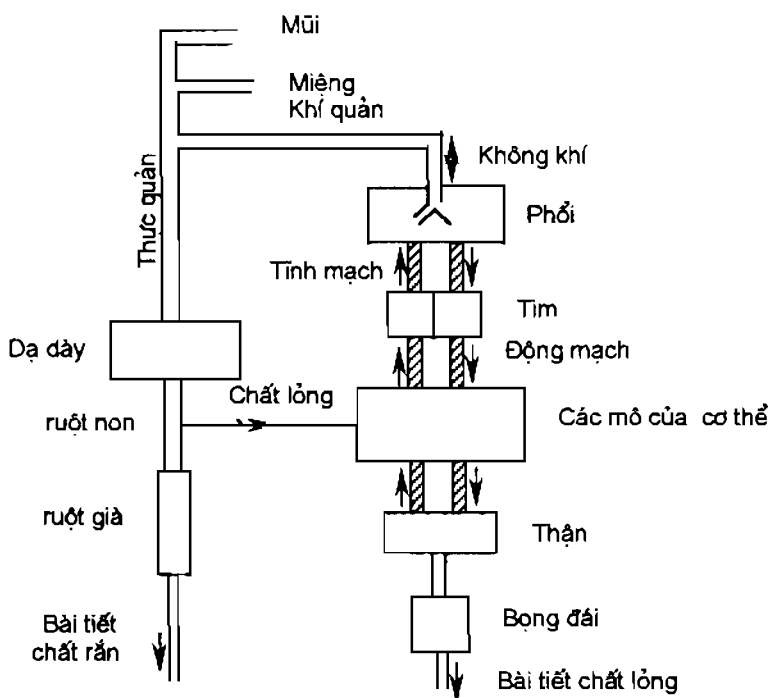 Mũi
Miệng
Khí quản
Không khí
Thực quản
Phổi
Tĩnh mạch
Tim
Dạ dày
Động mạch
Chất lỏng
ruột non
Các mô của cơ thể
ruột già
Thận
Bài tiết
chất rắn
Bọng đái
Bài tiết chất lỏng